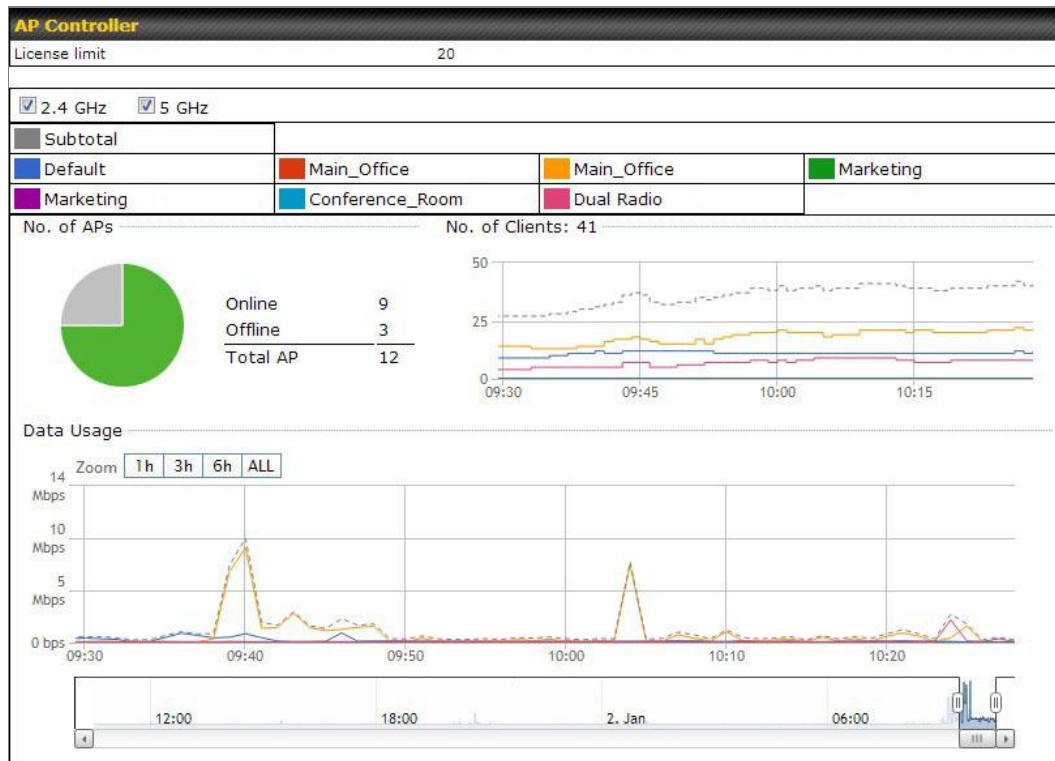 AP Controller
License limit 20
2.4 GHz 5 GHz
Subtotal
Default Main_Office Main_Office Marketing
Marketing Conference_Room Dual Radio
No. of APs No. of Clients: 41
Online 9
Offline 3
Total AP 12
50
25
0
09:30 09:45 10:00 10:15
Data Usage
Zoom 1h 3h 6h ALL
14
Mbps
10
Mbps
5
Mbps
0 bps
09:30 09:40 09:50 10:00 10:10 10:20
12:00 18:00 2. Jan 06:00